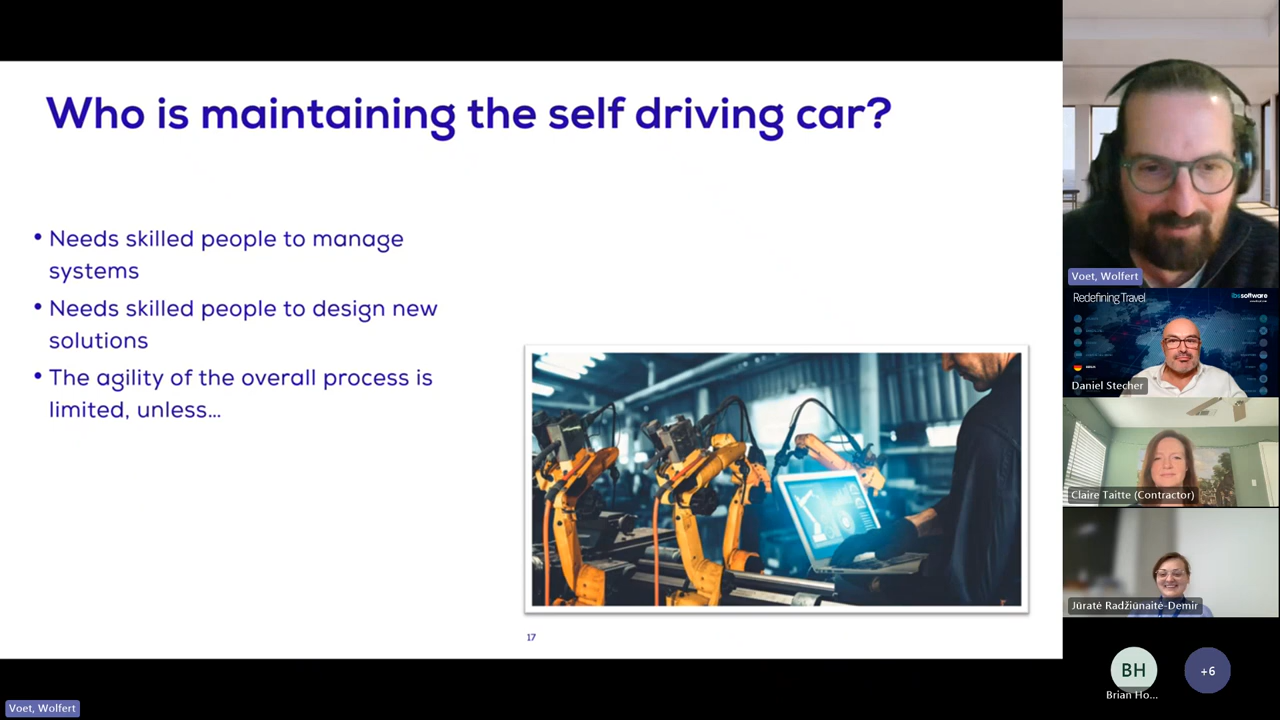 Who is maintaining the self driving car?
• Needs skilled people to manage
systems
• Needs skilled people to design new
solutions
• The agility of the overall process is
limited, unless...
17
Voet, Wolfert
Redefining Travel
ibssoftware
Daniel Stecher
Claire Taitte (Contractor)
Jūratė Radžiūnaitė-Demir
BH
Brian Ho...
+6
Voet, Wolfert